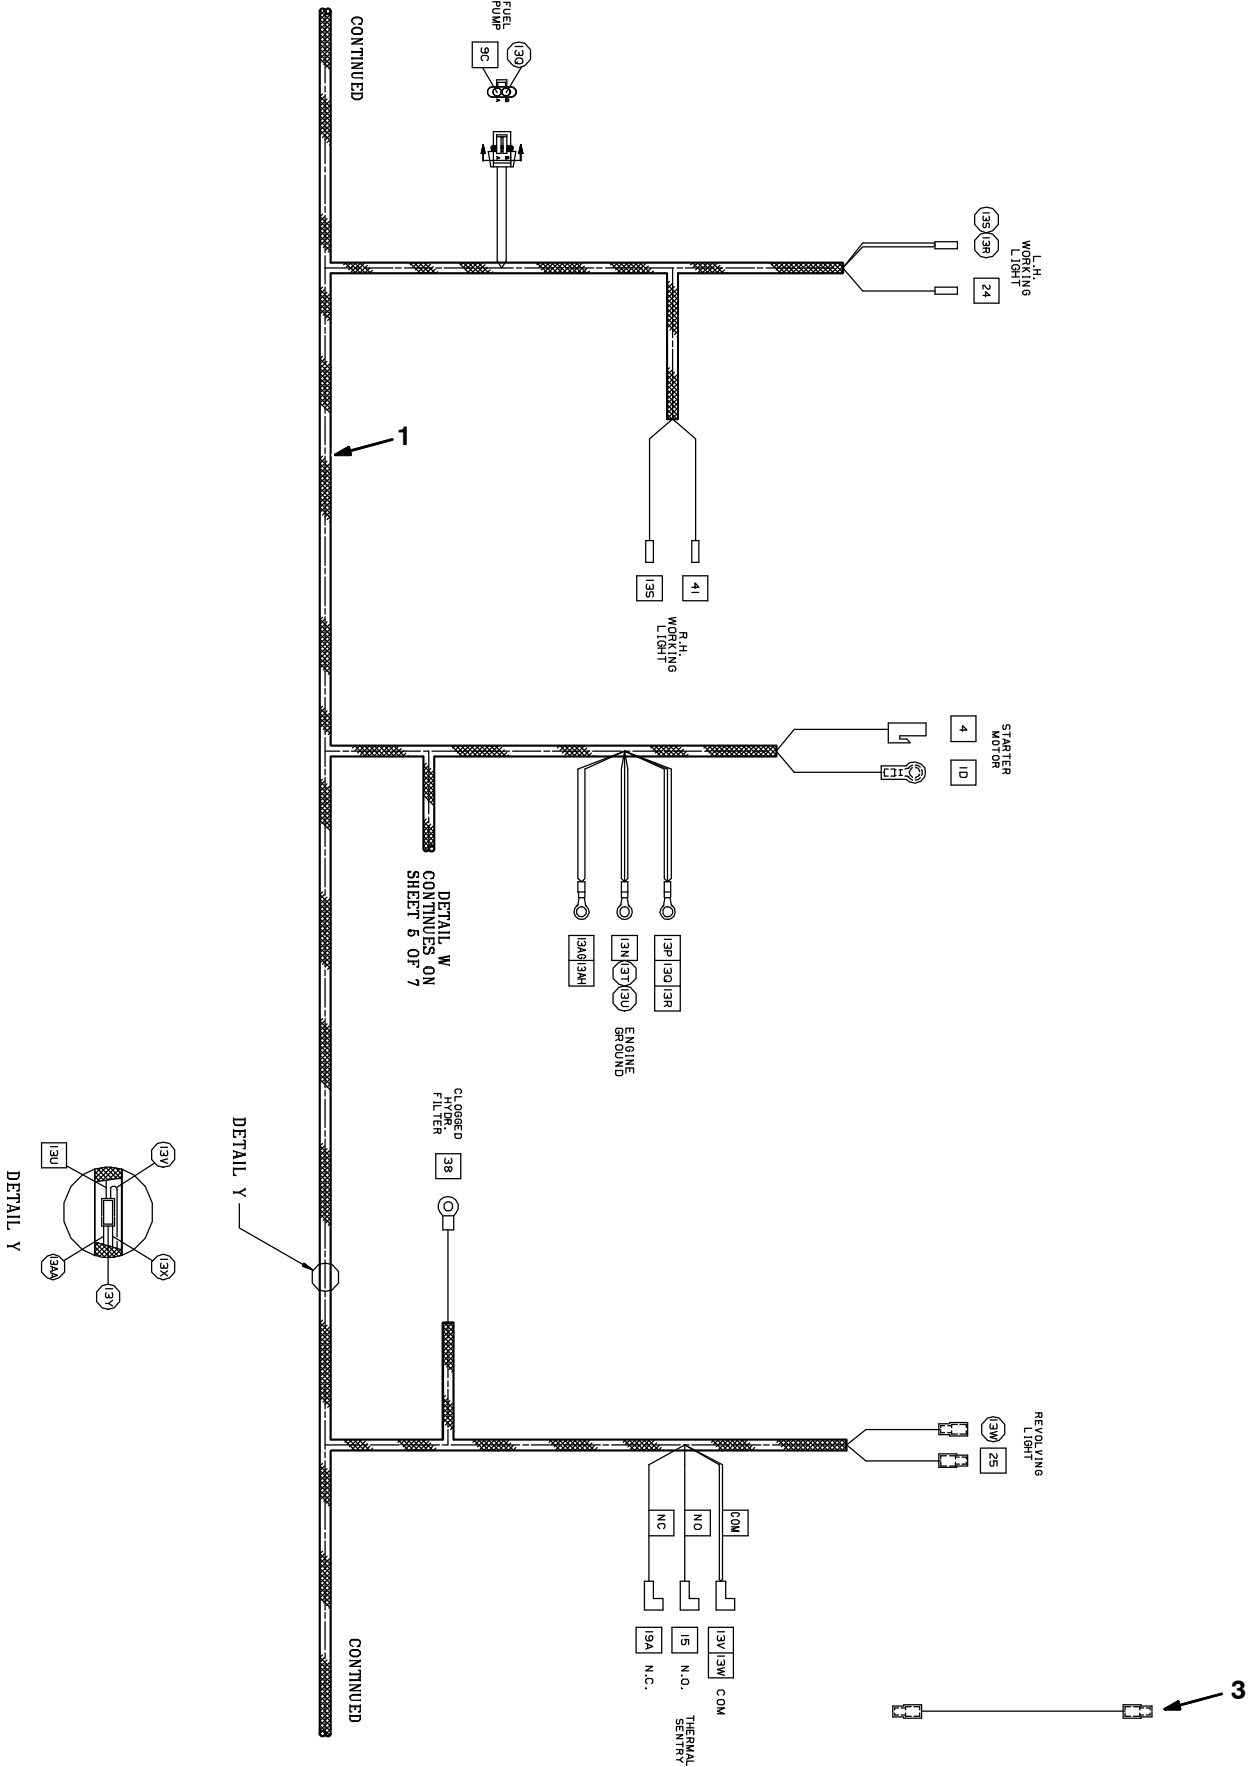 CONTINUED
FUEL
PUMP
9C
13Q
A
B
A
B
13S
13R
L.H.
WORKING
LIGHT
24
1
13S
41
R.H.
WORKING
LIGHT
4
1D
STARTER
MOTOR
DETAIL W
CONTINUES ON
SHEET 5 OF 7
13P 13Q 13R
13N 13T 13U
13AG 13AH
ENGINE
GROUND
CLOGGED
HYDR.
FILTER
38
DETAIL Y
13V
13U
13X
13AA
13Y
DETAIL Y
REVOLVING
LIGHT
13W
25
COM
NO
NC
13V 13W COM
15 N.O.
19A N.C.
THERMAL
SENTRY
CONTINUED
3